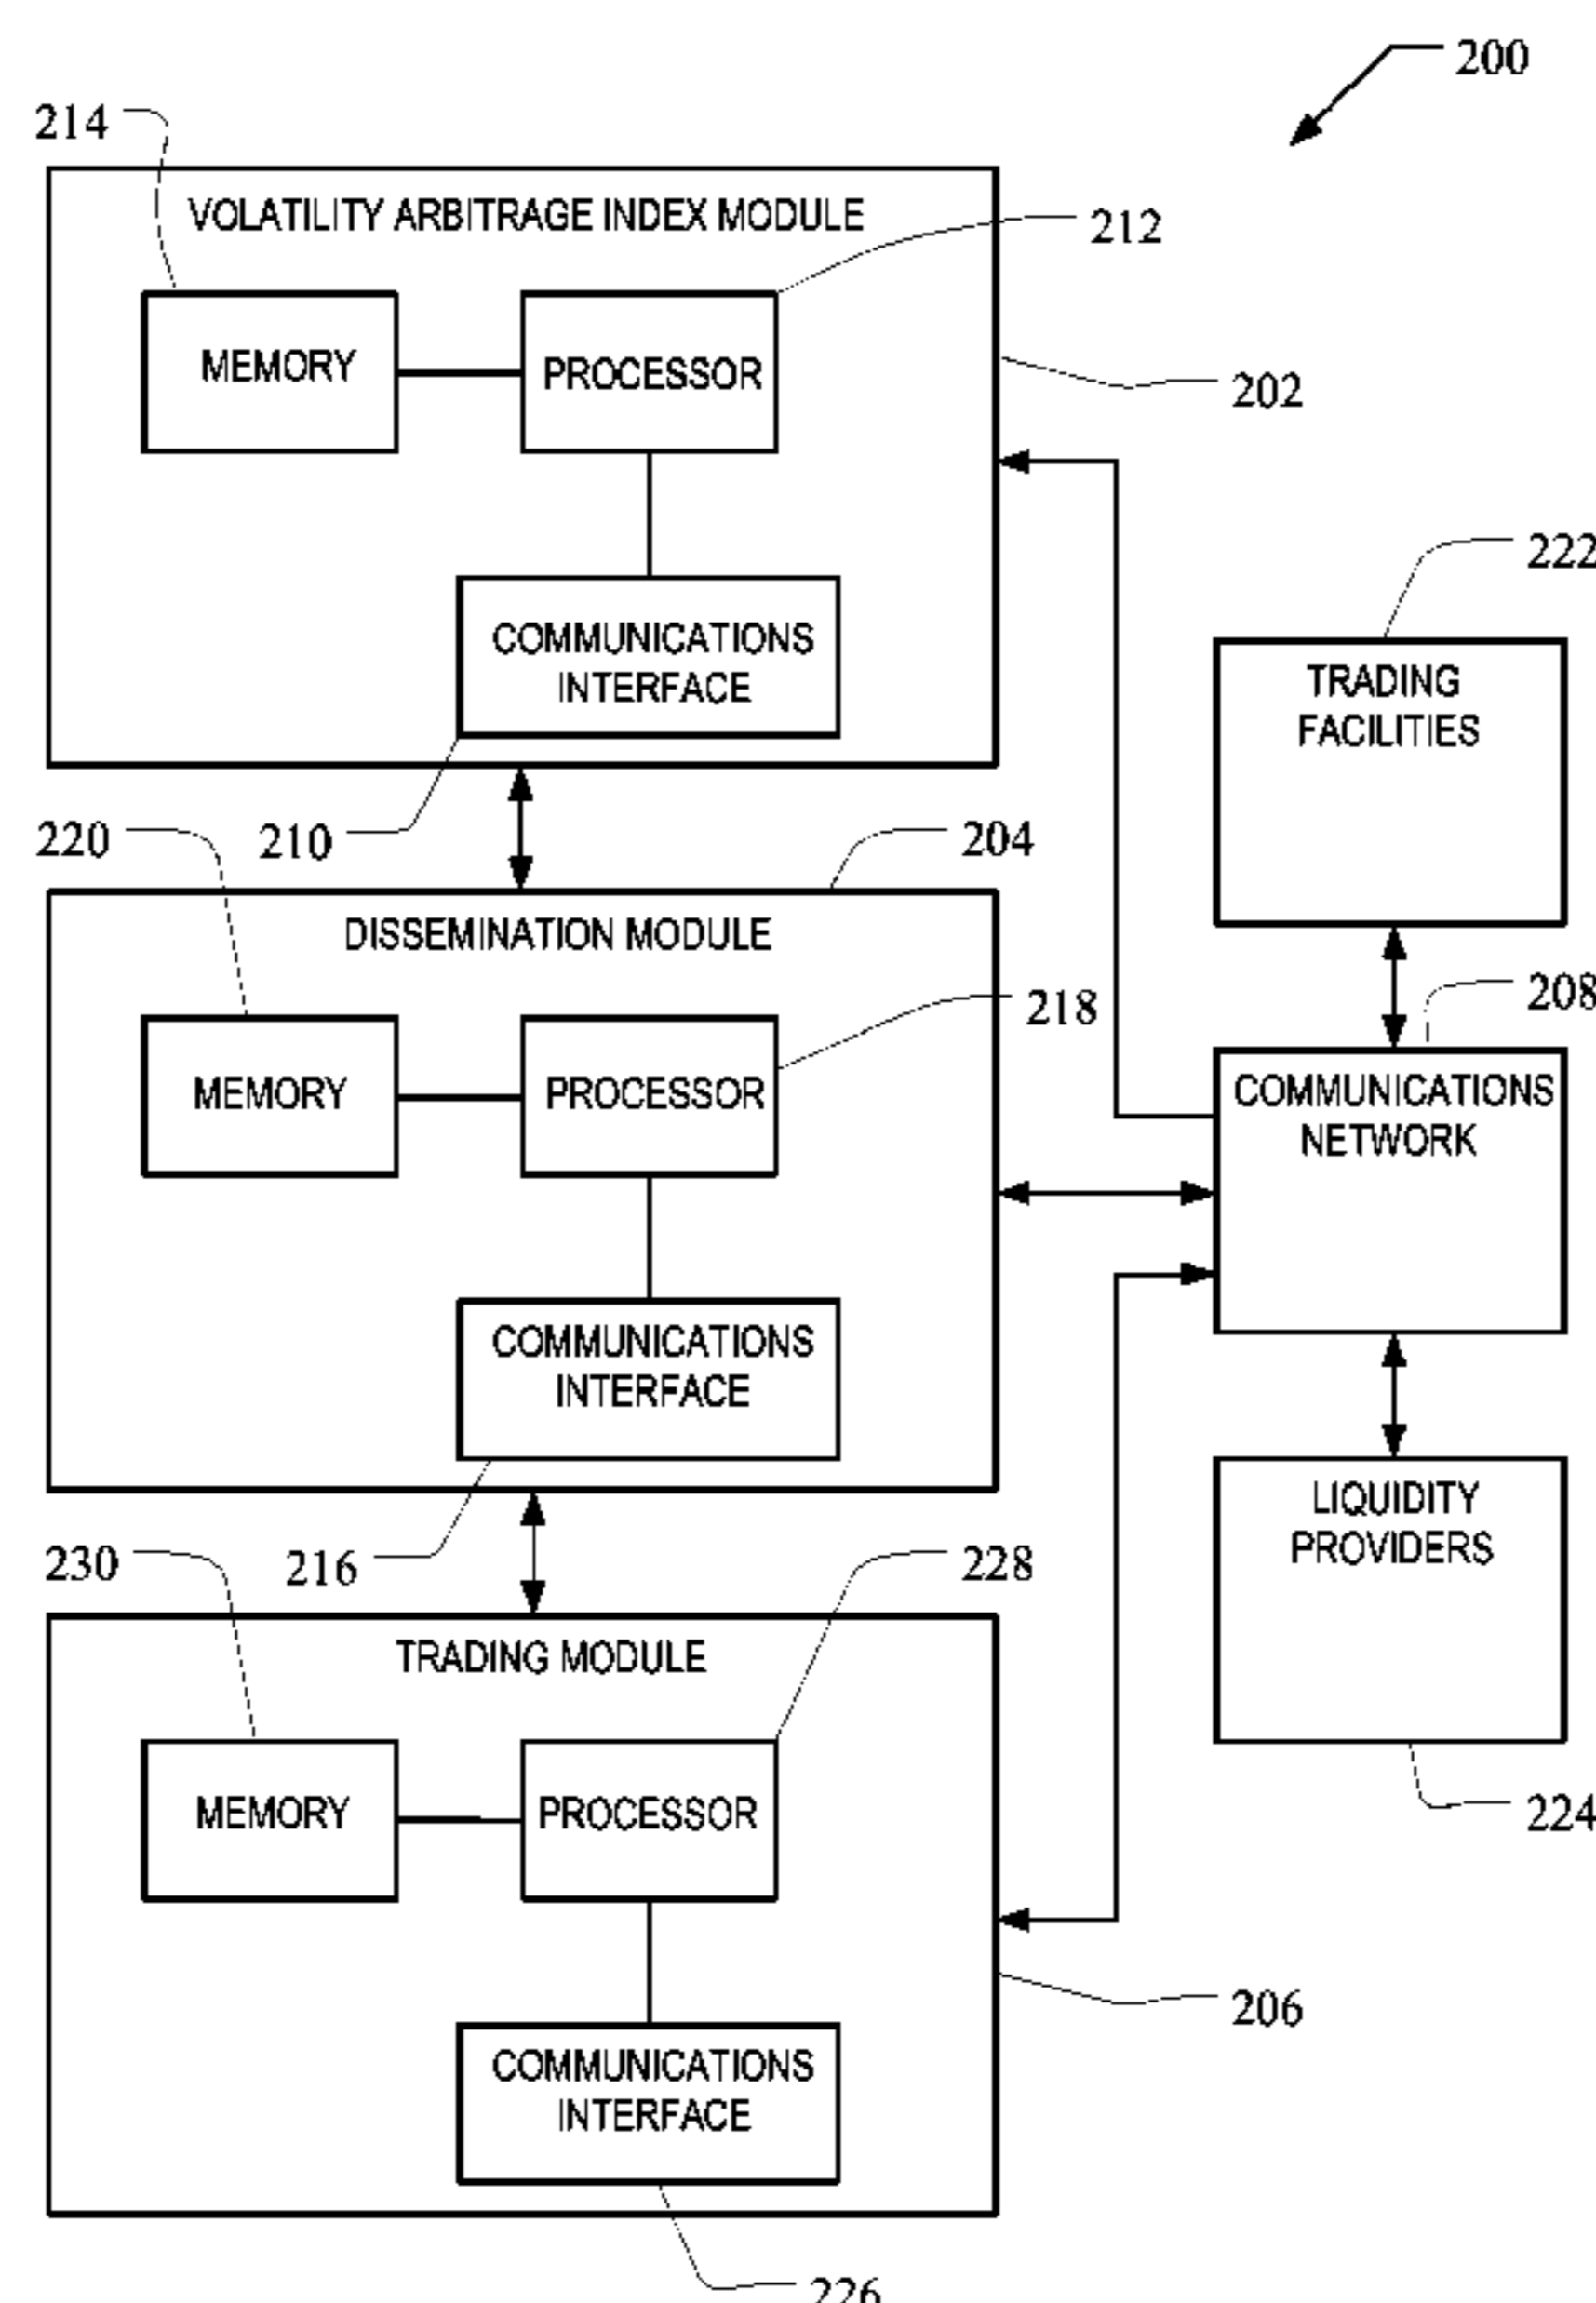 200
214
VOLATILITY ARBITRAGE INDEX MODULE
212
MEMORY
PROCESSOR
202
COMMUNICATIONS
INTERFACE
222
TRADING
FACILITIES
220
210
204
DISSEMINATION MODULE
218
208
MEMORY
PROCESSOR
COMMUNICATIONS
NETWORK
COMMUNICATIONS
INTERFACE
LIQUIDITY
PROVIDERS
230
216
228
TRADING MODULE
MEMORY
PROCESSOR
224
206
COMMUNICATIONS
INTERFACE
226